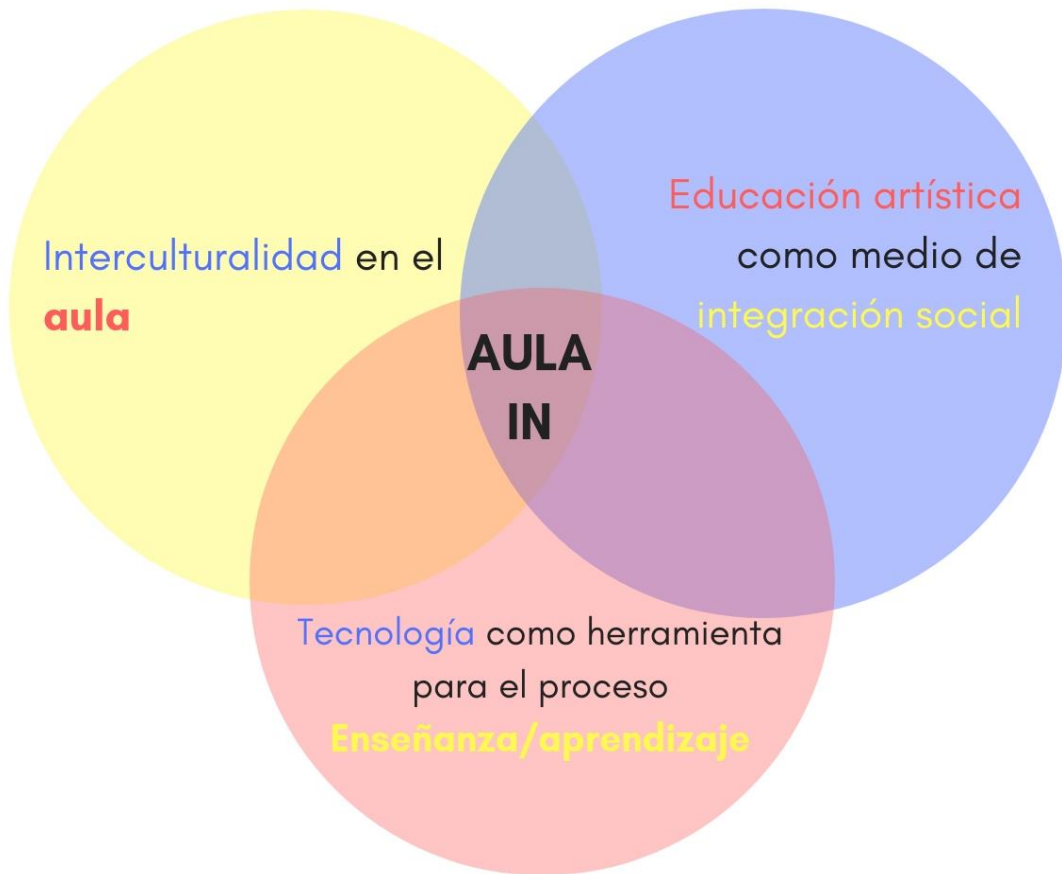 Interculturalidad en el
aula
Educación artística
como medio de
integración social
AULA
IN
Tecnología como herramienta
para el proceso
Enseñanza/aprendizaje